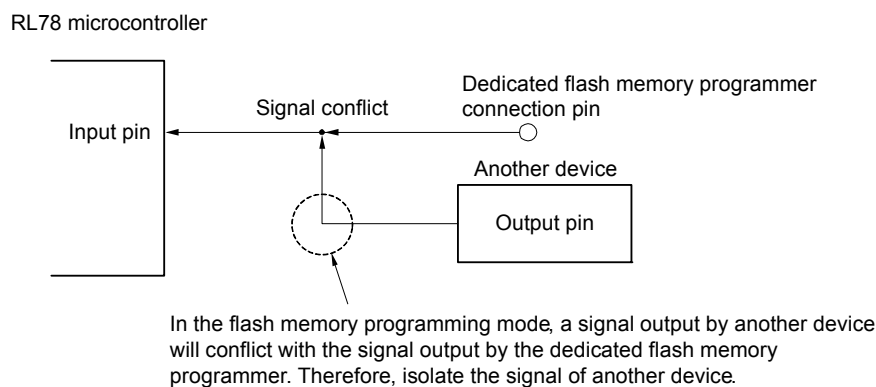 RL78 microcontroller
Dedicated flash memory programmer
connection pin
Signal conflict
Input pin
Another device
Output pin
In the flash memory programming mode, a signal output by another device
will conflict with the signal output by the dedicated flash memory
programmer. Therefore, isolate the signal of another device.